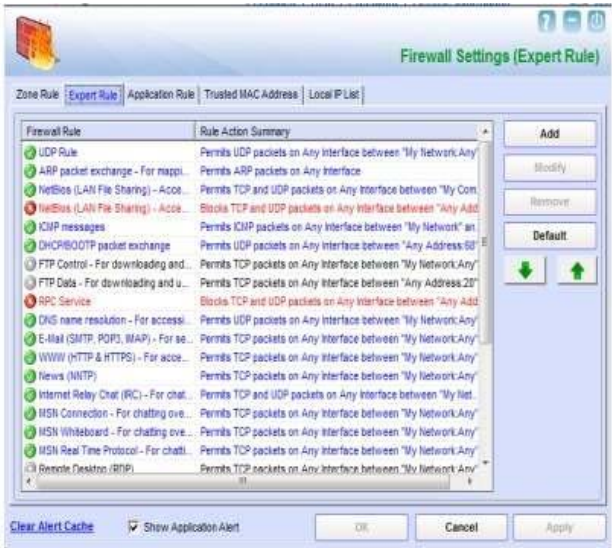 Firewall Settings (Expert Rule)
Zone Rule Expert Rule Application Rule Trusted MAC Address Local IP List
Firewall Rule Rule Action Summary
UDP Rule Permits UDP packets on Any Interface between "My Network:Any"
ARP packet exchange - For mappi... Permits ARP packets on Any Interface
NetBios (LAN File Sharing) - Acce... Permits TCP and UDP packets on Any Interface between "My Com
NetBios (LAN File Sharing) - Acce... Blocks TCP and UDP packets on Any Interface between "Any Add
ICMP messages Permits ICMP packets on Any Interface between "My Network" an
DHCP/BOOTP packet exchange Permits UDP packets on Any Interface between "Any Address:68"
FTP Control - For downloading and... Permits TCP packets on Any Interface between "My Network:Any"
FTP Data - For downloading and u... Permits TCP packets on Any Interface between "Any Address:20"
RPC Service Blocks TCP and UDP packets on Any Interface between "Any Add
DNS name resolution - For accessi... Permits UDP packets on Any Interface between "My Network:Any"
E-Mail (SMTP, POP3, IMAP) - For se... Permits TCP packets on Any Interface between "My Network:Any"
WWW (HTTP & HTTPS) - For acce... Permits TCP packets on Any Interface between "My Network:Any"
News (NNTP) Permits TCP packets on Any Interface between "My Network:Any"
Internet Relay Chat (IRC) - For chat... Permits TCP and UDP packets on Any Interface between "My Net
MSN Connection - For chatting ove... Permits TCP packets on Any Interface between "My Network:Any"
MSN Whiteboard - For chatting ove... Permits TCP packets on Any Interface between "My Network:Any"
MSN Real Time Protocol - For chatti... Permits TCP packets on Any Interface between "My Network:Any"
Remote Desktop (RDP) Permits TCP packets on Any Interface between "My Network:Any"
Add
Modify
Remove
Default
Clear Alert Cache Show Application Alert OK Cancel Apply